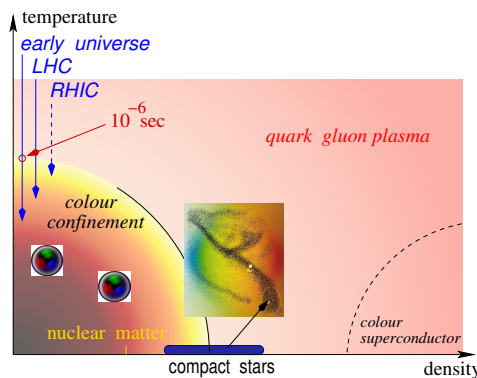 temperature
early universe
LHC
RHIC
10⁻⁶ sec
quark gluon plasma
colour
confinement
nuclear matter
colour
superconductor
compact stars
density